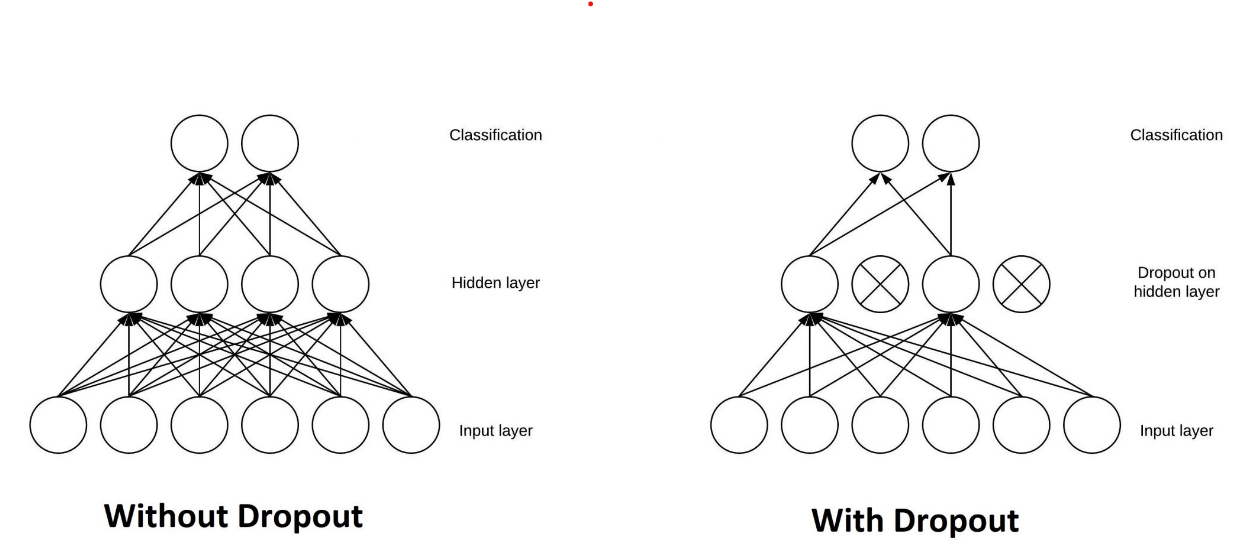 Classification
Hidden layer
Input layer
Without Dropout
Classification
Dropout on
hidden layer
Input layer
With Dropout